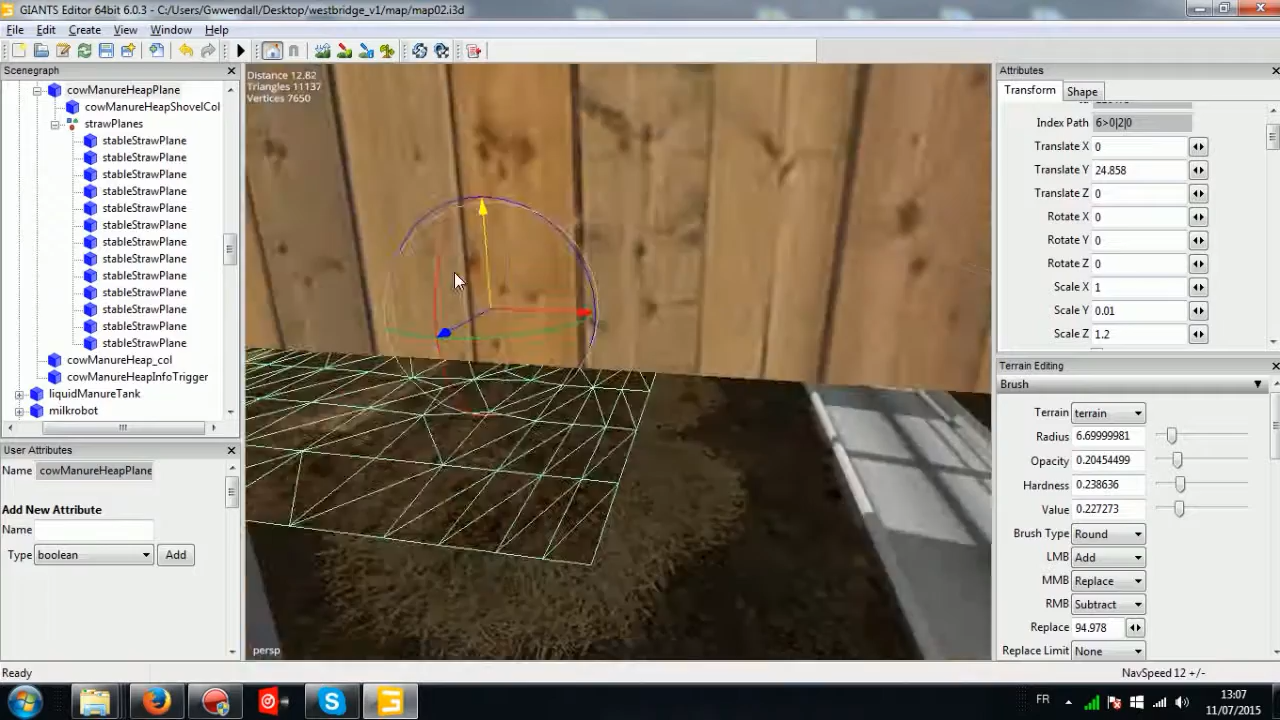 GIANTS Editor 64bit 6.0.3 - C:/Users/Gwwendall/Desktop/westbridge_v1/map/map02.i3d
File Edit Create View Window Help
Scenegraph
cowManureHeapPlane
cowManureHeapShovelCol
strawPlanes
stableStrawPlane
stableStrawPlane
stableStrawPlane
stableStrawPlane
stableStrawPlane
stableStrawPlane
stableStrawPlane
stableStrawPlane
stableStrawPlane
stableStrawPlane
stableStrawPlane
stableStrawPlane
stableStrawPlane
cowManureHeap_col
cowManureHeapInfoTrigger
liquidManureTank
milkrobot
User Attributes
Name cowManureHeapPlane
Add New Attribute
Name
Type boolean Add
Distance 12.82
Triangles 11137
Vertices 7650
persp
Attributes
Transform Shape
Index Path 6>0|2|0
Translate X 0
Translate Y 24.858
Translate Z 0
Rotate X 0
Rotate Y 0
Rotate Z 0
Scale X 1
Scale Y 0.01
Scale Z 1.2
Terrain Editing
Brush
Terrain terrain
Radius 6.69999981
Opacity 0.20454499
Hardness 0.238636
Value 0.227273
Brush Type Round
LMB Add
MMB Replace
RMB Subtract
Replace 94.978
Replace Limit None
Ready
NavSpeed 12 +/-
FR
13:07
11/07/2015